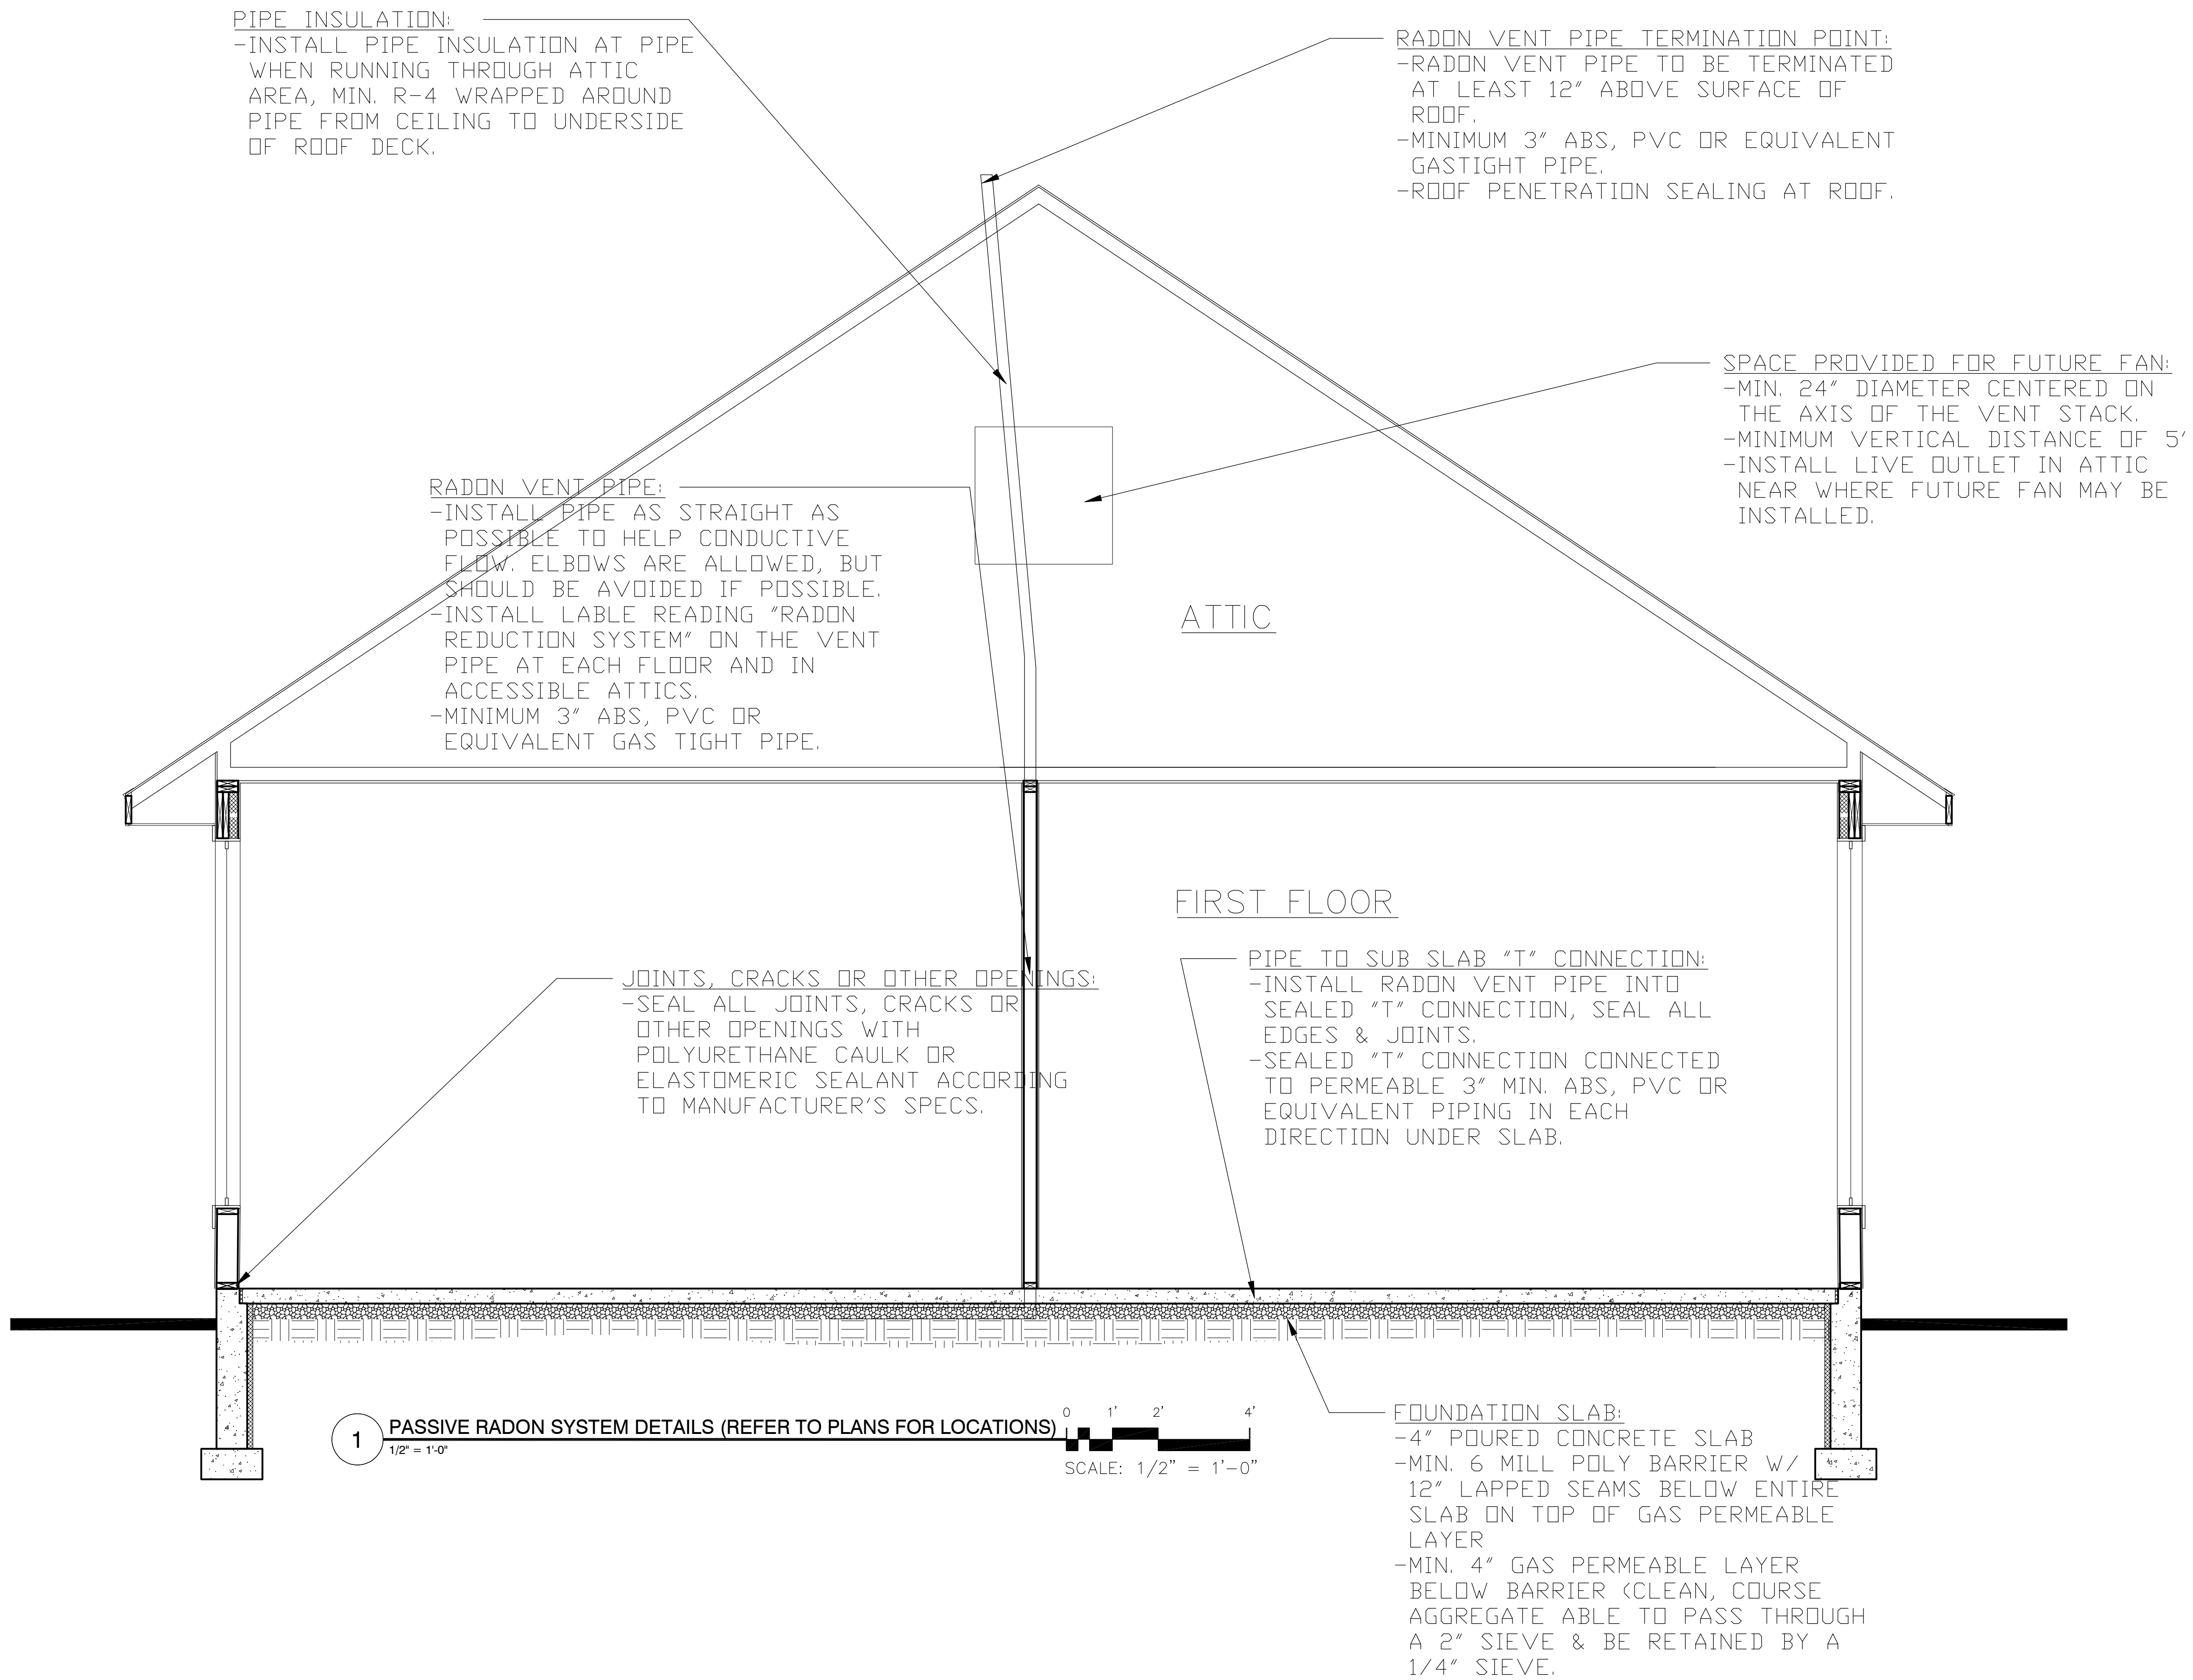 PIPE INSULATION:
-INSTALL PIPE INSULATION AT PIPE
WHEN RUNNING THROUGH ATTIC
AREA, MIN. R-4 WRAPPED AROUND
PIPE FROM CEILING TO UNDERSIDE
OF ROOF DECK.
RADON VENT PIPE TERMINATION POINT:
-RADON VENT PIPE TO BE TERMINATED
AT LEAST 12" ABOVE SURFACE OF
ROOF.
-MINIMUM 3" ABS, PVC OR EQUIVALENT
GASTIGHT PIPE.
-ROOF PENETRATION SEALING AT ROOF.
SPACE PROVIDED FOR FUTURE FAN:
-MIN. 24" DIAMETER CENTERED ON
THE AXIS OF THE VENT STACK.
-MINIMUM VERTICAL DISTANCE OF 5'
-INSTALL LIVE OUTLET IN ATTIC
NEAR WHERE FUTURE FAN MAY BE
INSTALLED.
RADON VENT PIPE:
-INSTALL PIPE AS STRAIGHT AS
POSSIBLE TO HELP CONDUCTIVE
FLOW. ELBOWS ARE ALLOWED, BUT
SHOULD BE AVOIDED IF POSSIBLE.
-INSTALL LABLE READING "RADON
REDUCTION SYSTEM" ON THE VENT
PIPE AT EACH FLOOR AND IN
ACCESSIBLE ATTICS.
-MINIMUM 3" ABS, PVC OR
EQUIVALENT GAS TIGHT PIPE.
ATTIC
FIRST FLOOR
JOINTS, CRACKS OR OTHER OPENINGS:
-SEAL ALL JOINTS, CRACKS OR
OTHER OPENINGS WITH
POLYURETHANE CAULK OR
ELASTOMERIC SEALANT ACCORDING
TO MANUFACTURER'S SPECS.
PIPE TO SUB SLAB "T" CONNECTION:
-INSTALL RADON VENT PIPE INTO
SEALED "T" CONNECTION, SEAL ALL
EDGES & JOINTS.
-SEALED "T" CONNECTION CONNECTED
TO PERMEABLE 3" MIN. ABS, PVC OR
EQUIVALENT PIPING IN EACH
DIRECTION UNDER SLAB.
1 PASSIVE RADON SYSTEM DETAILS (REFER TO PLANS FOR LOCATIONS)
1/2" = 1'-0"
0 1' 2' 4'
SCALE: 1/2" = 1'-0"
FOUNDATION SLAB:
-4" POURED CONCRETE SLAB
-MIN. 6 MILL POLY BARRIER W/
12" LAPPED SEAMS BELOW ENTIRE
SLAB ON TOP OF GAS PERMEABLE
LAYER
-MIN. 4" GAS PERMEABLE LAYER
BELOW BARRIER (CLEAN, COURSE
AGGREGATE ABLE TO PASS THROUGH
A 2" SIEVE & BE RETAINED BY A
1/4" SIEVE.